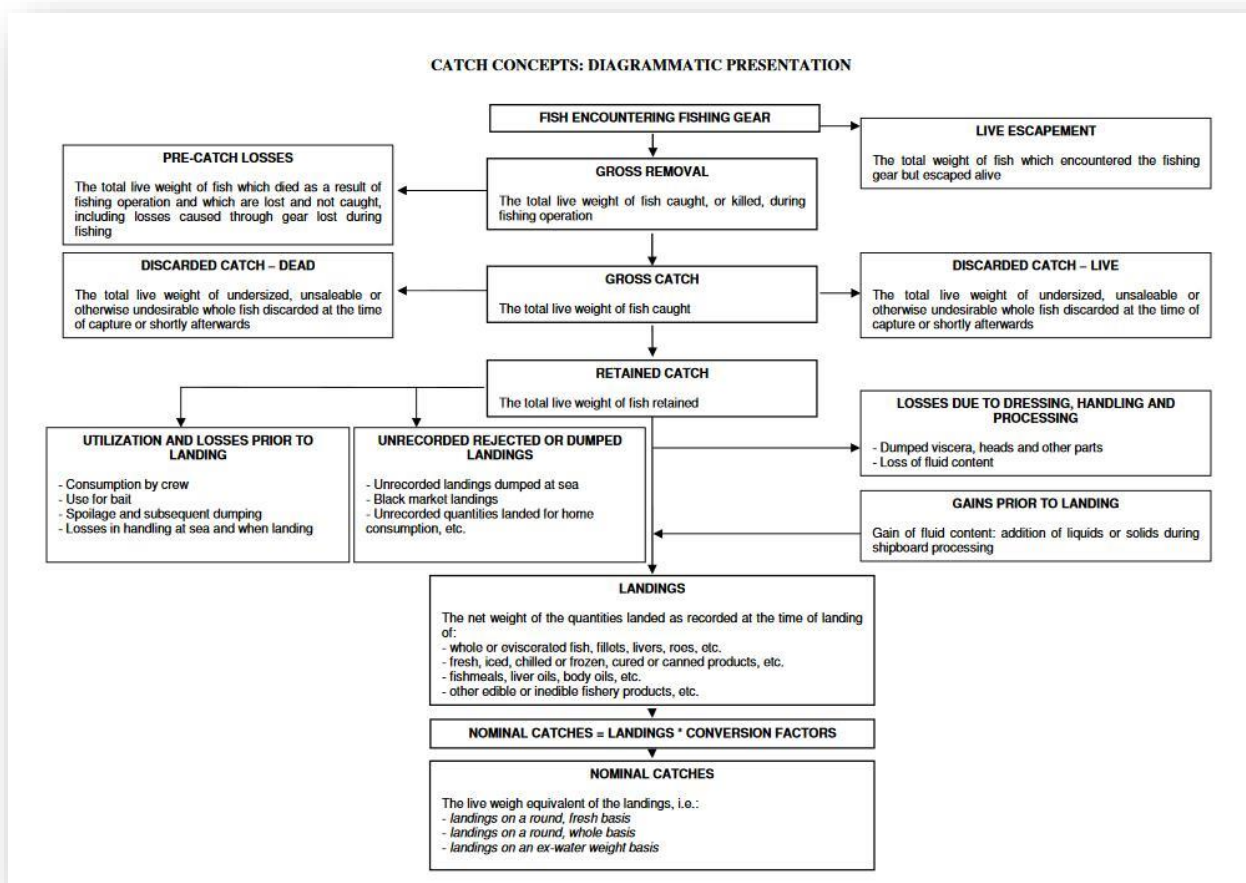 CATCH CONCEPTS: DIAGRAMMATIC PRESENTATION
FISH ENCOUNTERING FISHING GEAR
LIVE ESCAPEMENT
The total weight of fish which encountered the fishing
gear but escaped alive
PRE-CATCH LOSSES
The total live weight of fish which died as a result of
fishing operation and which are lost and not caught,
including losses caused through gear lost during
fishing
GROSS REMOVAL
The total live weight of fish caught, or killed, during
fishing operation
DISCARDED CATCH – DEAD
The total live weight of undersized, unsaleable or
otherwise undesirable whole fish discarded at the time
of capture or shortly afterwards
GROSS CATCH
The total live weight of fish caught
DISCARDED CATCH – LIVE
The total live weight of undersized, unsaleable or
otherwise undesirable whole fish discarded at the time of
capture or shortly afterwards
RETAINED CATCH
The total live weight of fish retained
LOSSES DUE TO DRESSING, HANDLING AND
PROCESSING
- Dumped viscera, heads and other parts
- Loss of fluid content
UTILIZATION AND LOSSES PRIOR TO
LANDING
- Consumption by crew
- Use for bait
- Spoilage and subsequent dumping
- Losses in handling at sea and when landing
UNRECORDED REJECTED OR DUMPED
LANDINGS
- Unrecorded landings dumped at sea
- Black market landings
- Unrecorded quantities landed for home
consumption, etc.
GAINS PRIOR TO LANDING
Gain of fluid content: addition of liquids or solids during
shipboard processing
LANDINGS
The net weight of the quantities landed as recorded at the time of landing
of:
- whole or eviscerated fish, fillets, livers, roes, etc.
- fresh, iced, chilled or frozen, cured or canned products, etc.
- fishmeals, liver oils, body oils, etc.
- other edible or inedible fishery products, etc.
NOMINAL CATCHES = LANDINGS * CONVERSION FACTORS
NOMINAL CATCHES
The live weigh equivalent of the landings, i.e.:
- landings on a round, fresh basis
- landings on a round, whole basis
- landings on an ex-water weight basis